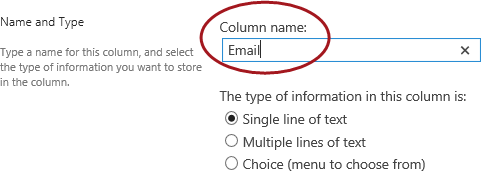 Name and Type
Type a name for this column, and select
the type of information you want to store
in the column.
Column name:
Email
The type of information in this column is:
Single line of text
Multiple lines of text
Choice (menu to choose from)